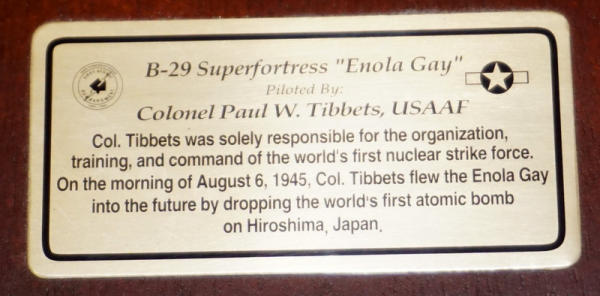 B-29 Superfortress "Enola Gay"
Piloted By:
Colonel Paul W. Tibbets, USAAF
Col. Tibbets was solely responsible for the organization,
training, and command of the world's first nuclear strike force.
On the morning of August 6, 1945, Col. Tibbets flew the Enola Gay
into the future by dropping the world's first atomic bomb
on Hiroshima, Japan.